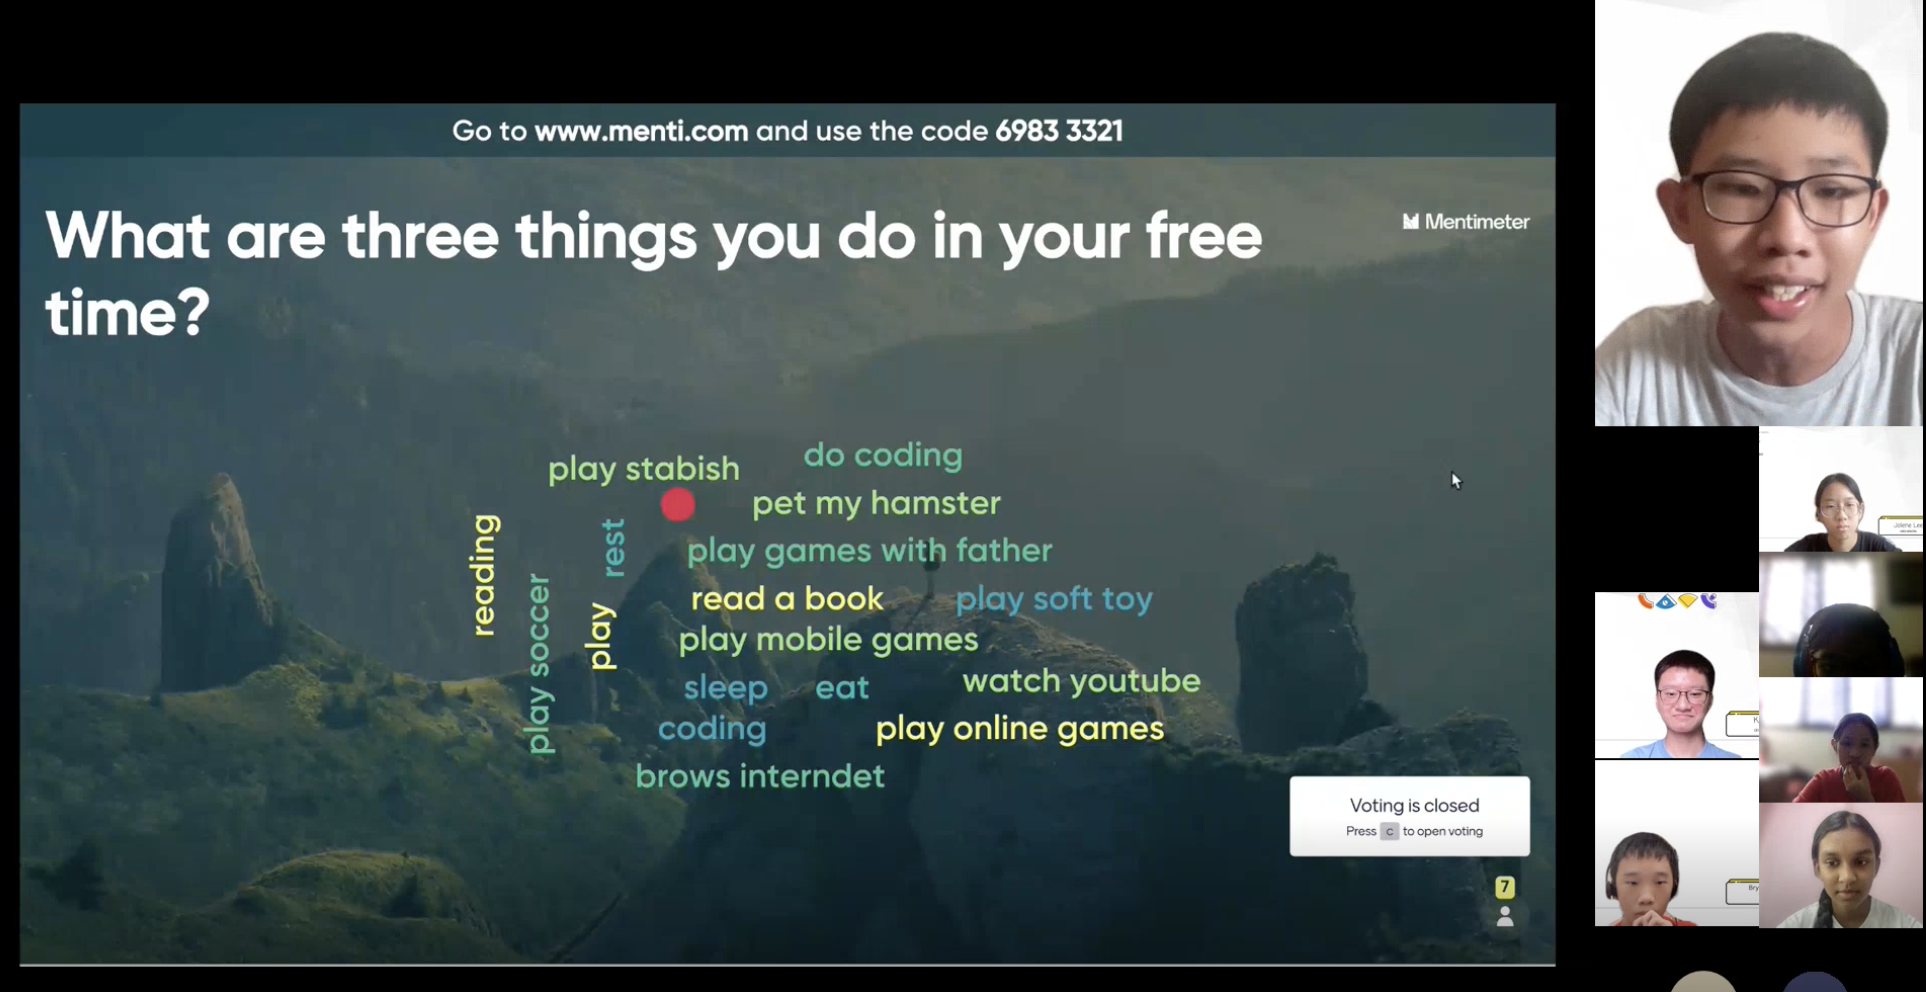 Go to www.menti.com and use the code 6983 3321
What are three things you do in your free
time?
Mentimeter
play stabish
do coding
pet my hamster
reading
rest
play games with father
play soccer
play
read a book
play soft toy
play mobile games
sleep
eat
watch youtube
coding
play online games
brows interndet
Voting is closed
Press c to open voting
7
Jolene Lee
Bry